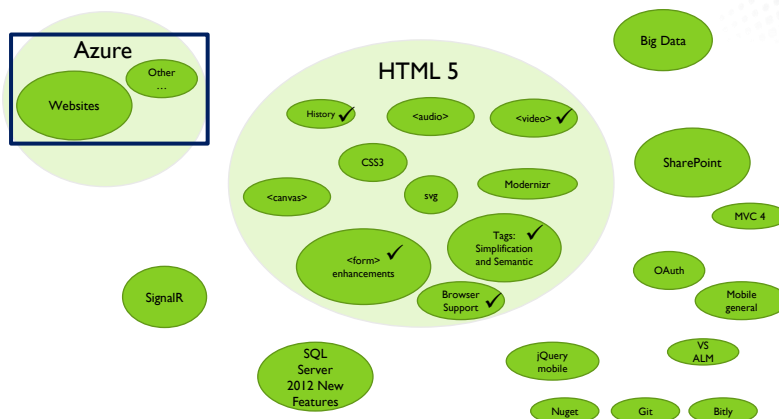 Azure
Websites
Other
...
HTML 5
History
<audio>
<video>
CSS3
<canvas>
svg
Modernizr
<form>
enhancements
Tags:
Simplification
and Semantic
Browser
Support
Big Data
SharePoint
MVC 4
OAuth
Mobile
general
SignalR
SQL
Server
2012 New
Features
jQuery
mobile
VS
ALM
Nuget
Git
Bitly